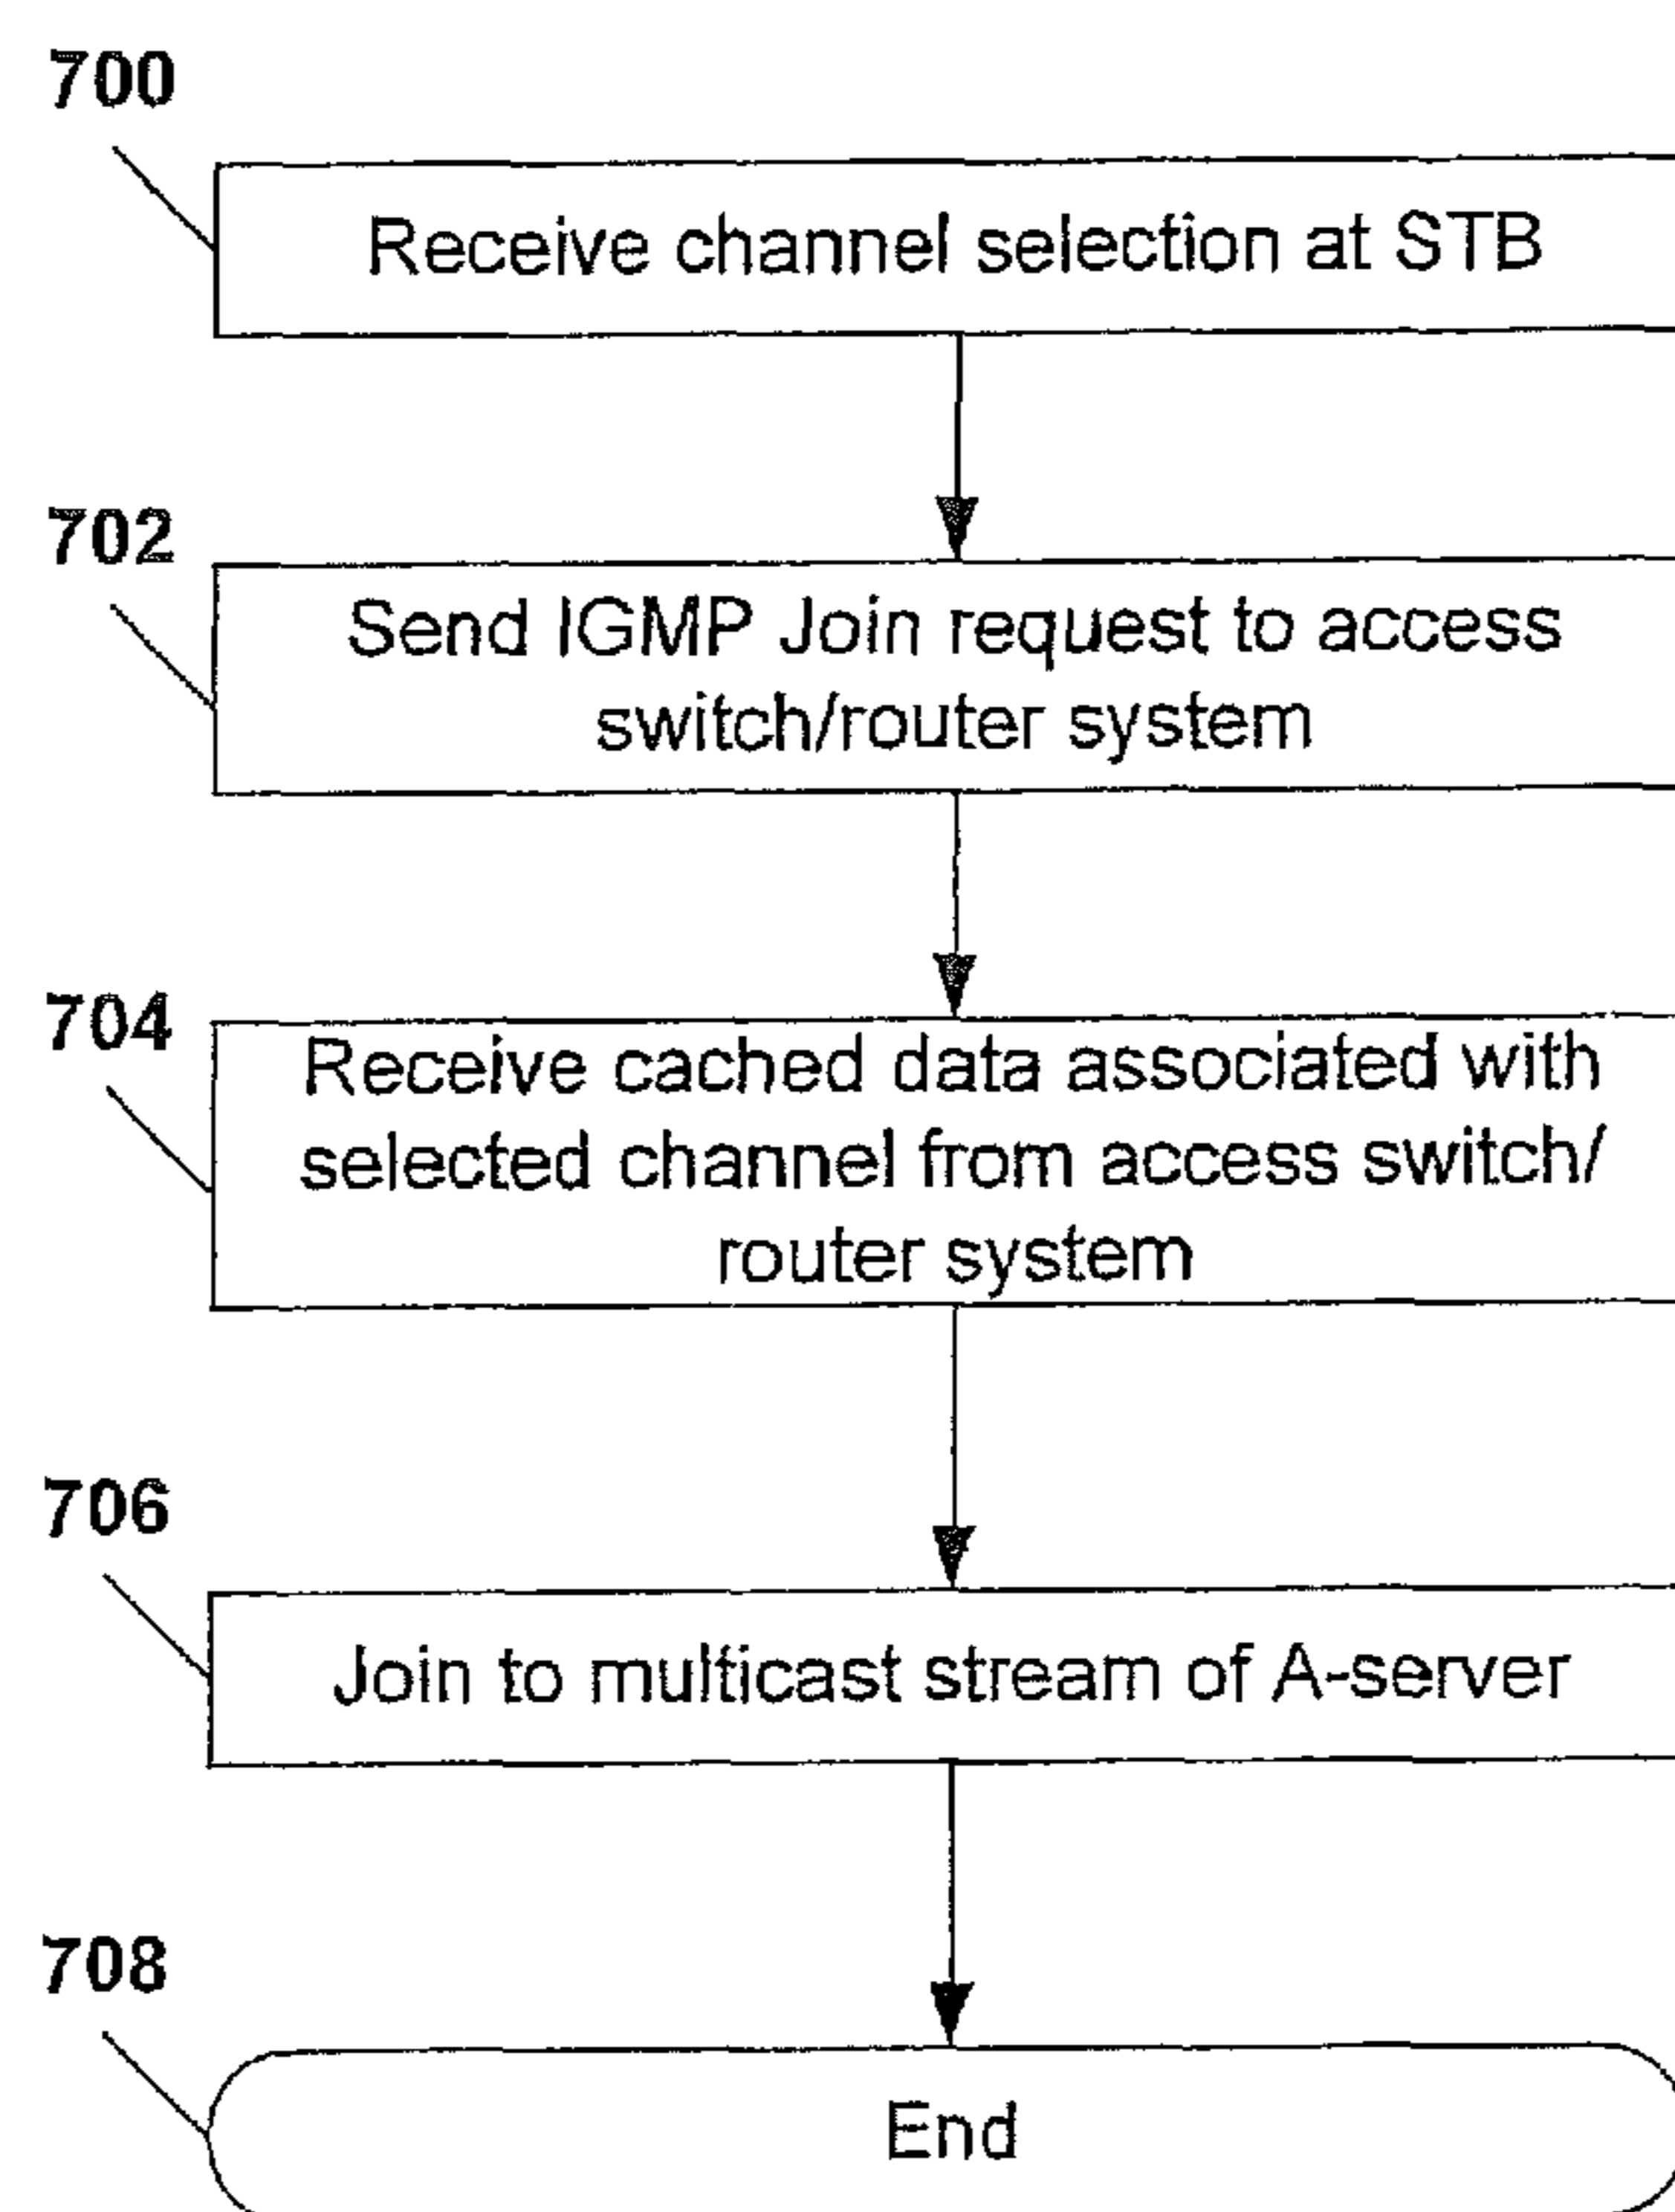 700
Receive channel selection at STB
702
Send IGMP Join request to access
switch/router system
704
Receive cached data associated with
selected channel from access switch/
router system
706
Join to multicast stream of A-server
708
End